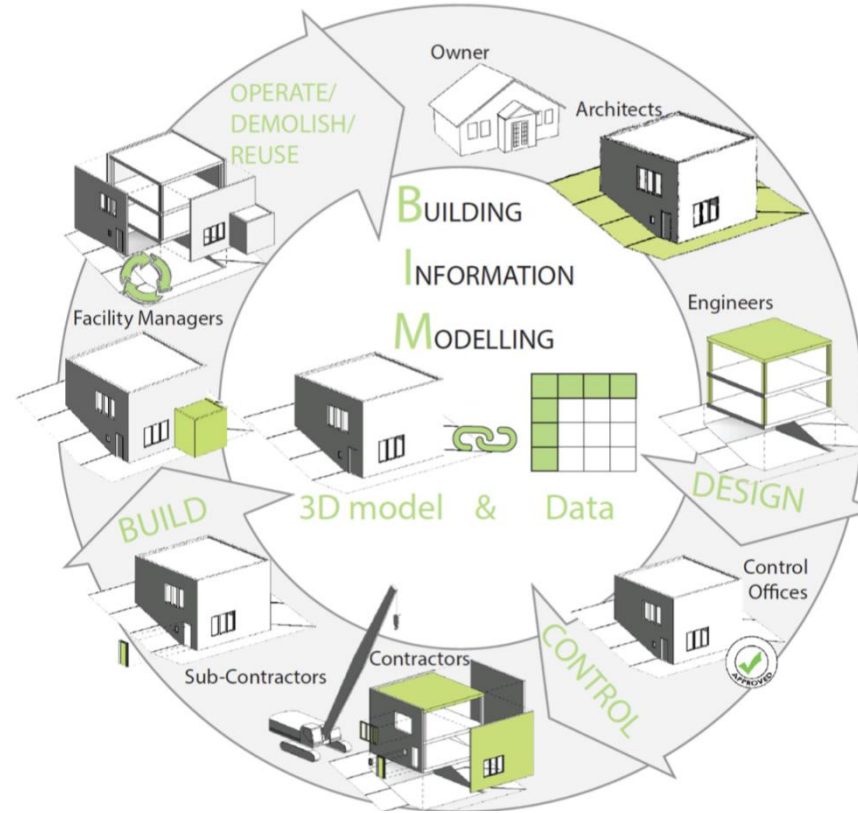 Owner
Architects
OPERATE/
DEMOLISH/
REUSE
BUILDING
INFORMATION
MODELLING
Engineers
Facility Managers
DESIGN
3D model & Data
BUILD
Control
Offices
APPROVED
CONTROL
Contractors
Sub-Contractors